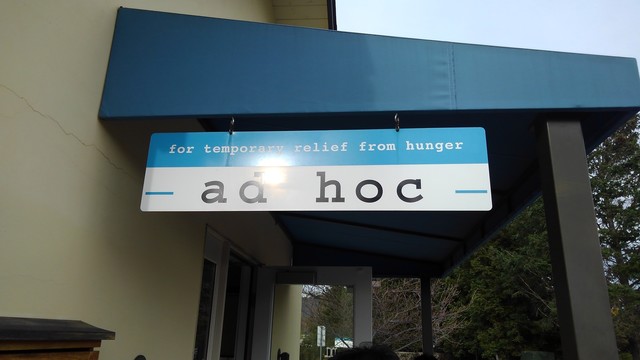 for temporary relief from hunger
ad hoc